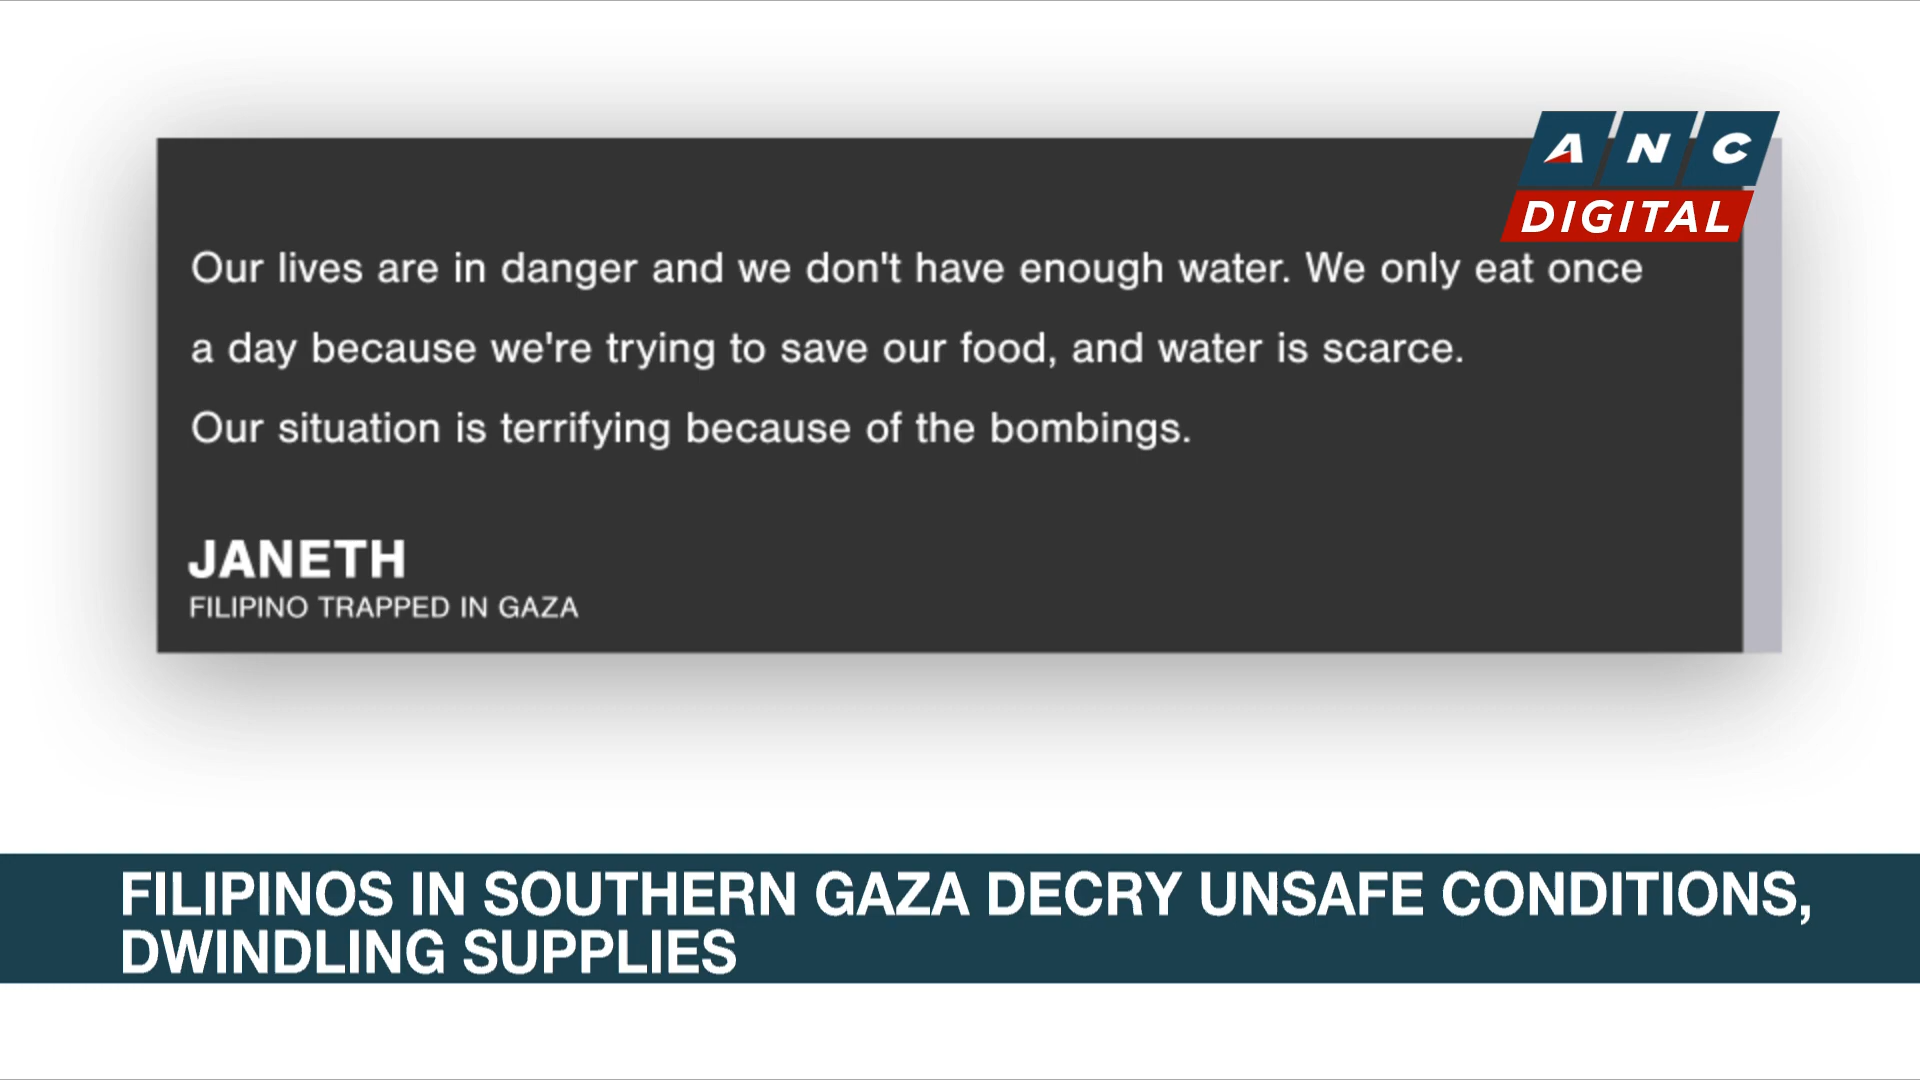 ANC
DIGITAL
Our lives are in danger and we don't have enough water. We only eat once
a day because we're trying to save our food, and water is scarce.
Our situation is terrifying because of the bombings.
JANETH
FILIPINO TRAPPED IN GAZA
FILIPINOS IN SOUTHERN GAZA DECRY UNSAFE CONDITIONS,
DWINDLING SUPPLIES